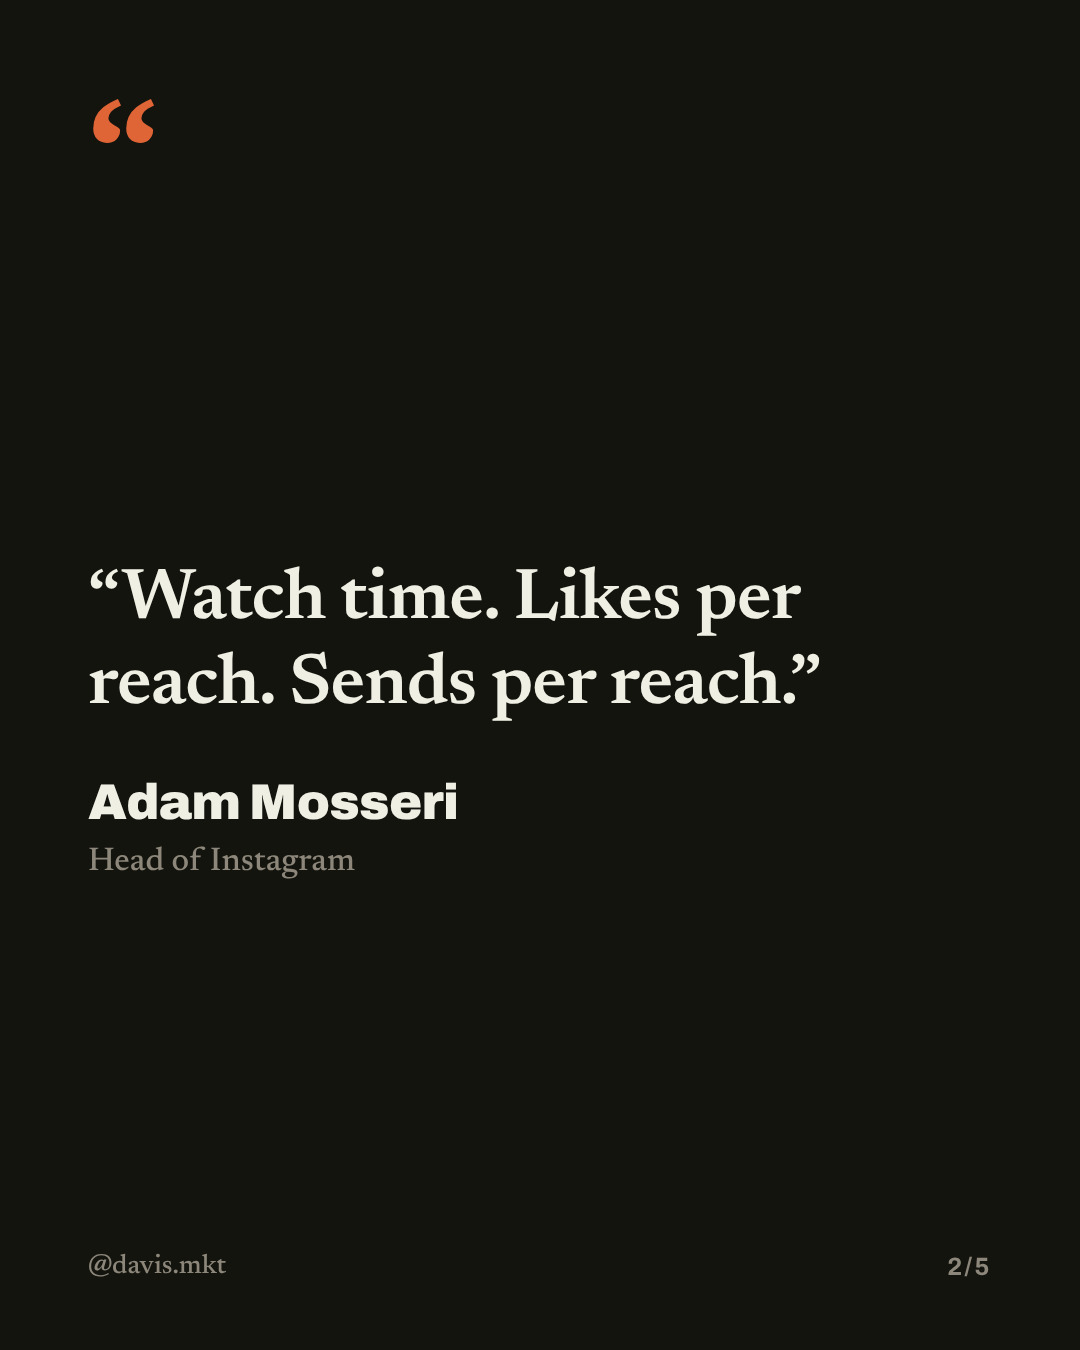 “
“Watch time. Likes per
reach. Sends per reach.”
Adam Mosseri
Head of Instagram
@davis.mkt
2/5